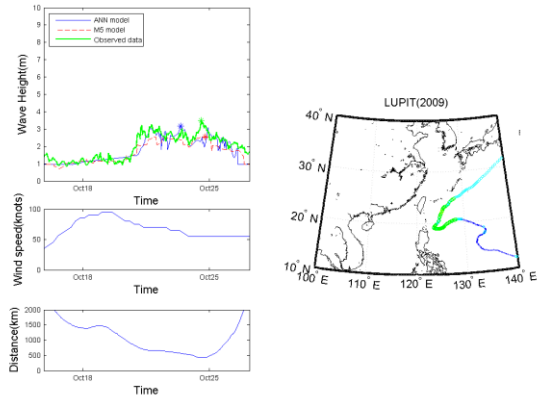 ANN model
M5 model
Observed data
Wave Height(m)
10
9
8
7
6
5
4
3
2
1
0
Oct18
Oct25
Time
Wind speed(knots)
100
50
0
Oct18
Oct25
Time
Distance(km)
2000
1500
1000
500
0
Oct18
Oct25
Time
LUPIT(2009)
40° N
30° N
20° N
10° N
100° E
110° E
120° E
130° E
140° E